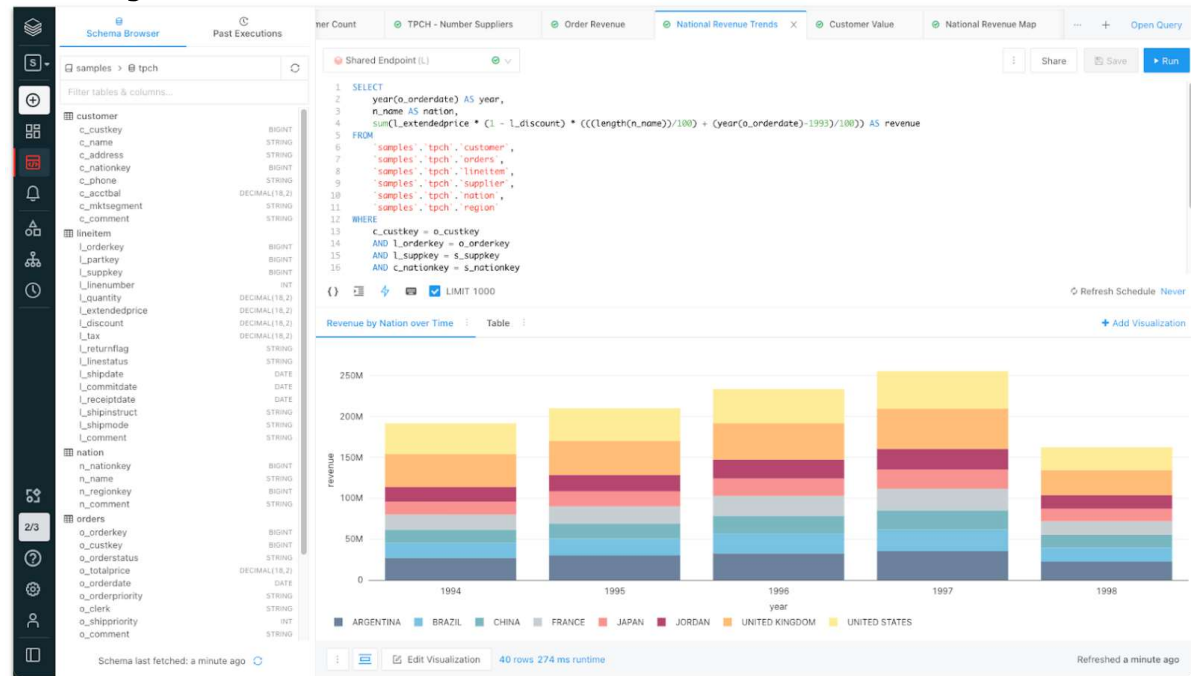 Schema Browser
Past Executions
mer Count
TPCH - Number Suppliers
Order Revenue
National Revenue Trends
Customer Value
National Revenue Map
Open Query
S
samples > tpch
Filter tables & columns...
customer
c_custkey BIGINT
c_name STRING
c_address STRING
c_nationkey BIGINT
c_phone STRING
c_acctbal DECIMAL(18,2)
c_mktsegment STRING
c_comment STRING
lineitem
l_orderkey BIGINT
l_partkey BIGINT
l_suppkey BIGINT
l_linenumber INT
l_quantity DECIMAL(18,2)
l_extendedprice DECIMAL(18,2)
l_discount DECIMAL(18,2)
l_tax DECIMAL(18,2)
l_returnflag STRING
l_linestatus STRING
l_shipdate DATE
l_commitdate DATE
l_receiptdate DATE
l_shipinstruct STRING
l_shipmode STRING
l_comment STRING
nation
n_nationkey BIGINT
n_name STRING
n_regionkey BIGINT
n_comment STRING
orders
o_orderkey BIGINT
o_custkey BIGINT
o_orderstatus STRING
o_totalprice DECIMAL(18,2)
o_orderdate DATE
o_orderpriority STRING
o_clerk STRING
o_shippriority INT
o_comment STRING
2/3
Schema last fetched: a minute ago
Shared Endpoint (L)
Share
Save
Run
1 SELECT
2 year(o_orderdate) AS year,
3 n_name AS nation,
4 sum(l_extendedprice * (1 - l_discount) * (((length(n_name))/100) + (year(o_orderdate)-1993)/100)) AS revenue
5 FROM
6 `samples`.`tpch`.`customer`,
7 `samples`.`tpch`.`orders`,
8 `samples`.`tpch`.`lineitem`,
9 `samples`.`tpch`.`supplier`,
10 `samples`.`tpch`.`nation`,
11 `samples`.`tpch`.`region`
12 WHERE
13 c_custkey = o_custkey
14 AND l_orderkey = o_orderkey
15 AND l_suppkey = s_suppkey
16 AND c_nationkey = s_nationkey
{} LIMIT 1000
Refresh Schedule Never
Revenue by Nation over Time
Table
+ Add Visualization
250M
200M
150M
100M
50M
0
revenue
1994 1995 1996 1997 1998
year
ARGENTINA BRAZIL CHINA FRANCE JAPAN JORDAN UNITED KINGDOM UNITED STATES
Edit Visualization
40 rows 274 ms runtime
Refreshed a minute ago